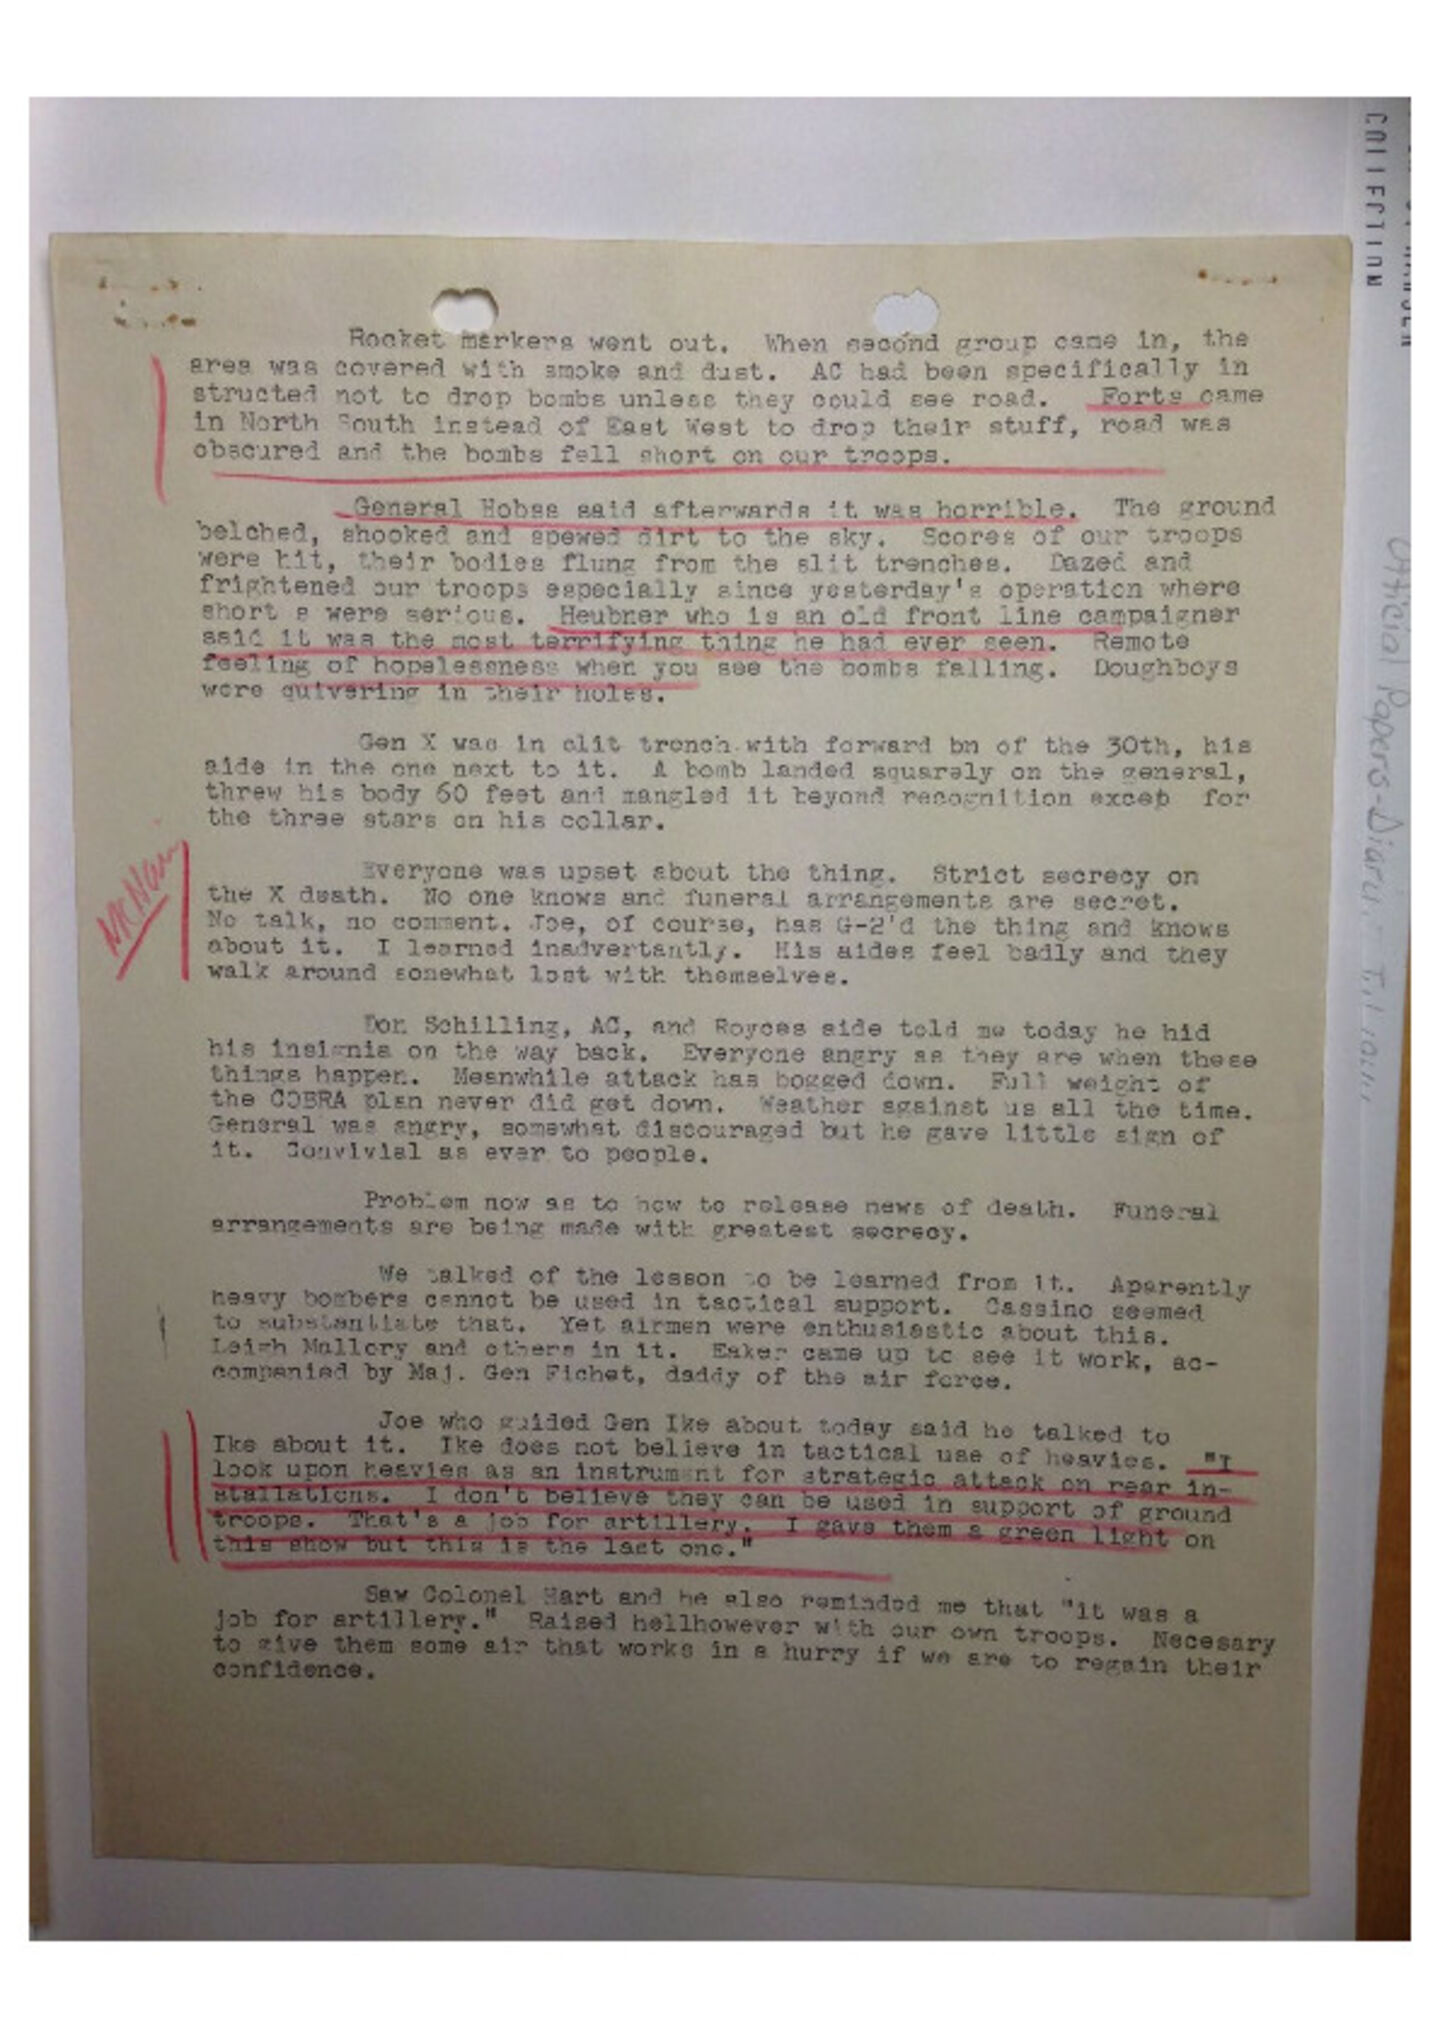 COLLECTION
Official Papers-Diari
Rocket markers went out. When second group came in, the
area was covered with smoke and dust. AC had been specifically in
structed not to drop bombs unless they could see road. Forts came
in North South instead of East West to drop their stuff, road was
obscured and the bombs fell short on our troops.
General Hobss said afterwards it was horrible. The ground
belched, shooked and spewed dirt to the sky. Scores of our troops
were hit, their bodies flung from the slit trenches. Dazed and
frightened our troops especially since yesterday's operation where
short s were serious. Heubner who is an old front line campaigner
said it was the most terrifying thing he had ever seen. Remote
feeling of hopelessness when you see the bombs falling. Doughboys
were quivering in their holes.
Gen X was in slit trench with forward bn of the 30th, his
aide in the one next to it. A bomb landed squarely on the general,
threw his body 60 feet and mangled it beyond recognition excep for
the three stars on his collar.
McNair
Everyone was upset about the thing. Strict secrecy on
the X death. No one knows and funeral arrangements are secret.
No talk, no comment. Joe, of course, has G-2'd the thing and knows
about it. I learned inadvertantly. His aides feel badly and they
walk around somewhat lost with themselves.
Don Schilling, AC, and Royces aide told me today he hid
his insignia on the way back. Everyone angry as they are when these
things happen. Meanwhile attack has bogged down. Full weight of
the COBRA plan never did get down. Weather against us all the time.
General was angry, somewhat discouraged but he gave little sign of
it. Convivial as ever to people.
Problem now as to how to release news of death. Funeral
arrangements are being made with greatest secrecy.
We talked of the lesson to be learned from it. Aparently
heavy bombers cannot be used in tactical support. Cassino seemed
to substantiate that. Yet airmen were enthusiastic about this.
Leigh Mallory and others in it. Eaker came up to see it work, ac-
companied by Maj. Gen Fichet, daddy of the air force.
Joe who guided Gen Ike about today said he talked to
Ike about it. Ike does not believe in tactical use of heavies. "I
look upon heavies as an instrument for strategic attack on rear in-
stallations. I don't believe they can be used in support of ground
troops. That's a job for artillery. I gave them a green light on
this show but this is the last one."
Saw Colonel Hart and he also reminded me that "it was a
job for artillery." Raised hellhowever with our own troops. Necesary
to give them some air that works in a hurry if we are to regain their
confidence.